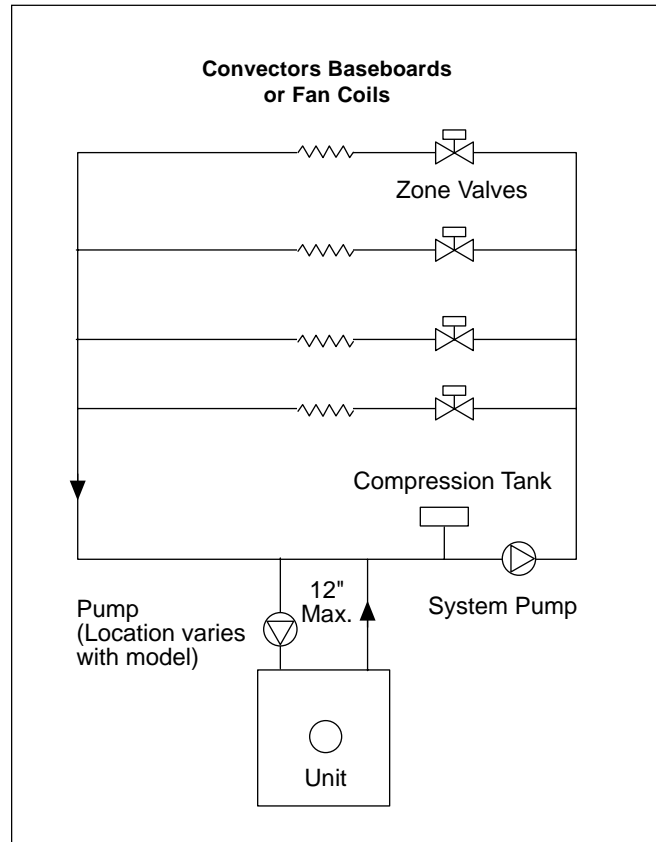 Convectors Baseboards
or Fan Coils
Zone Valves
Compression Tank
12"
Max.
System Pump
Pump
(Location varies
with model)
Unit